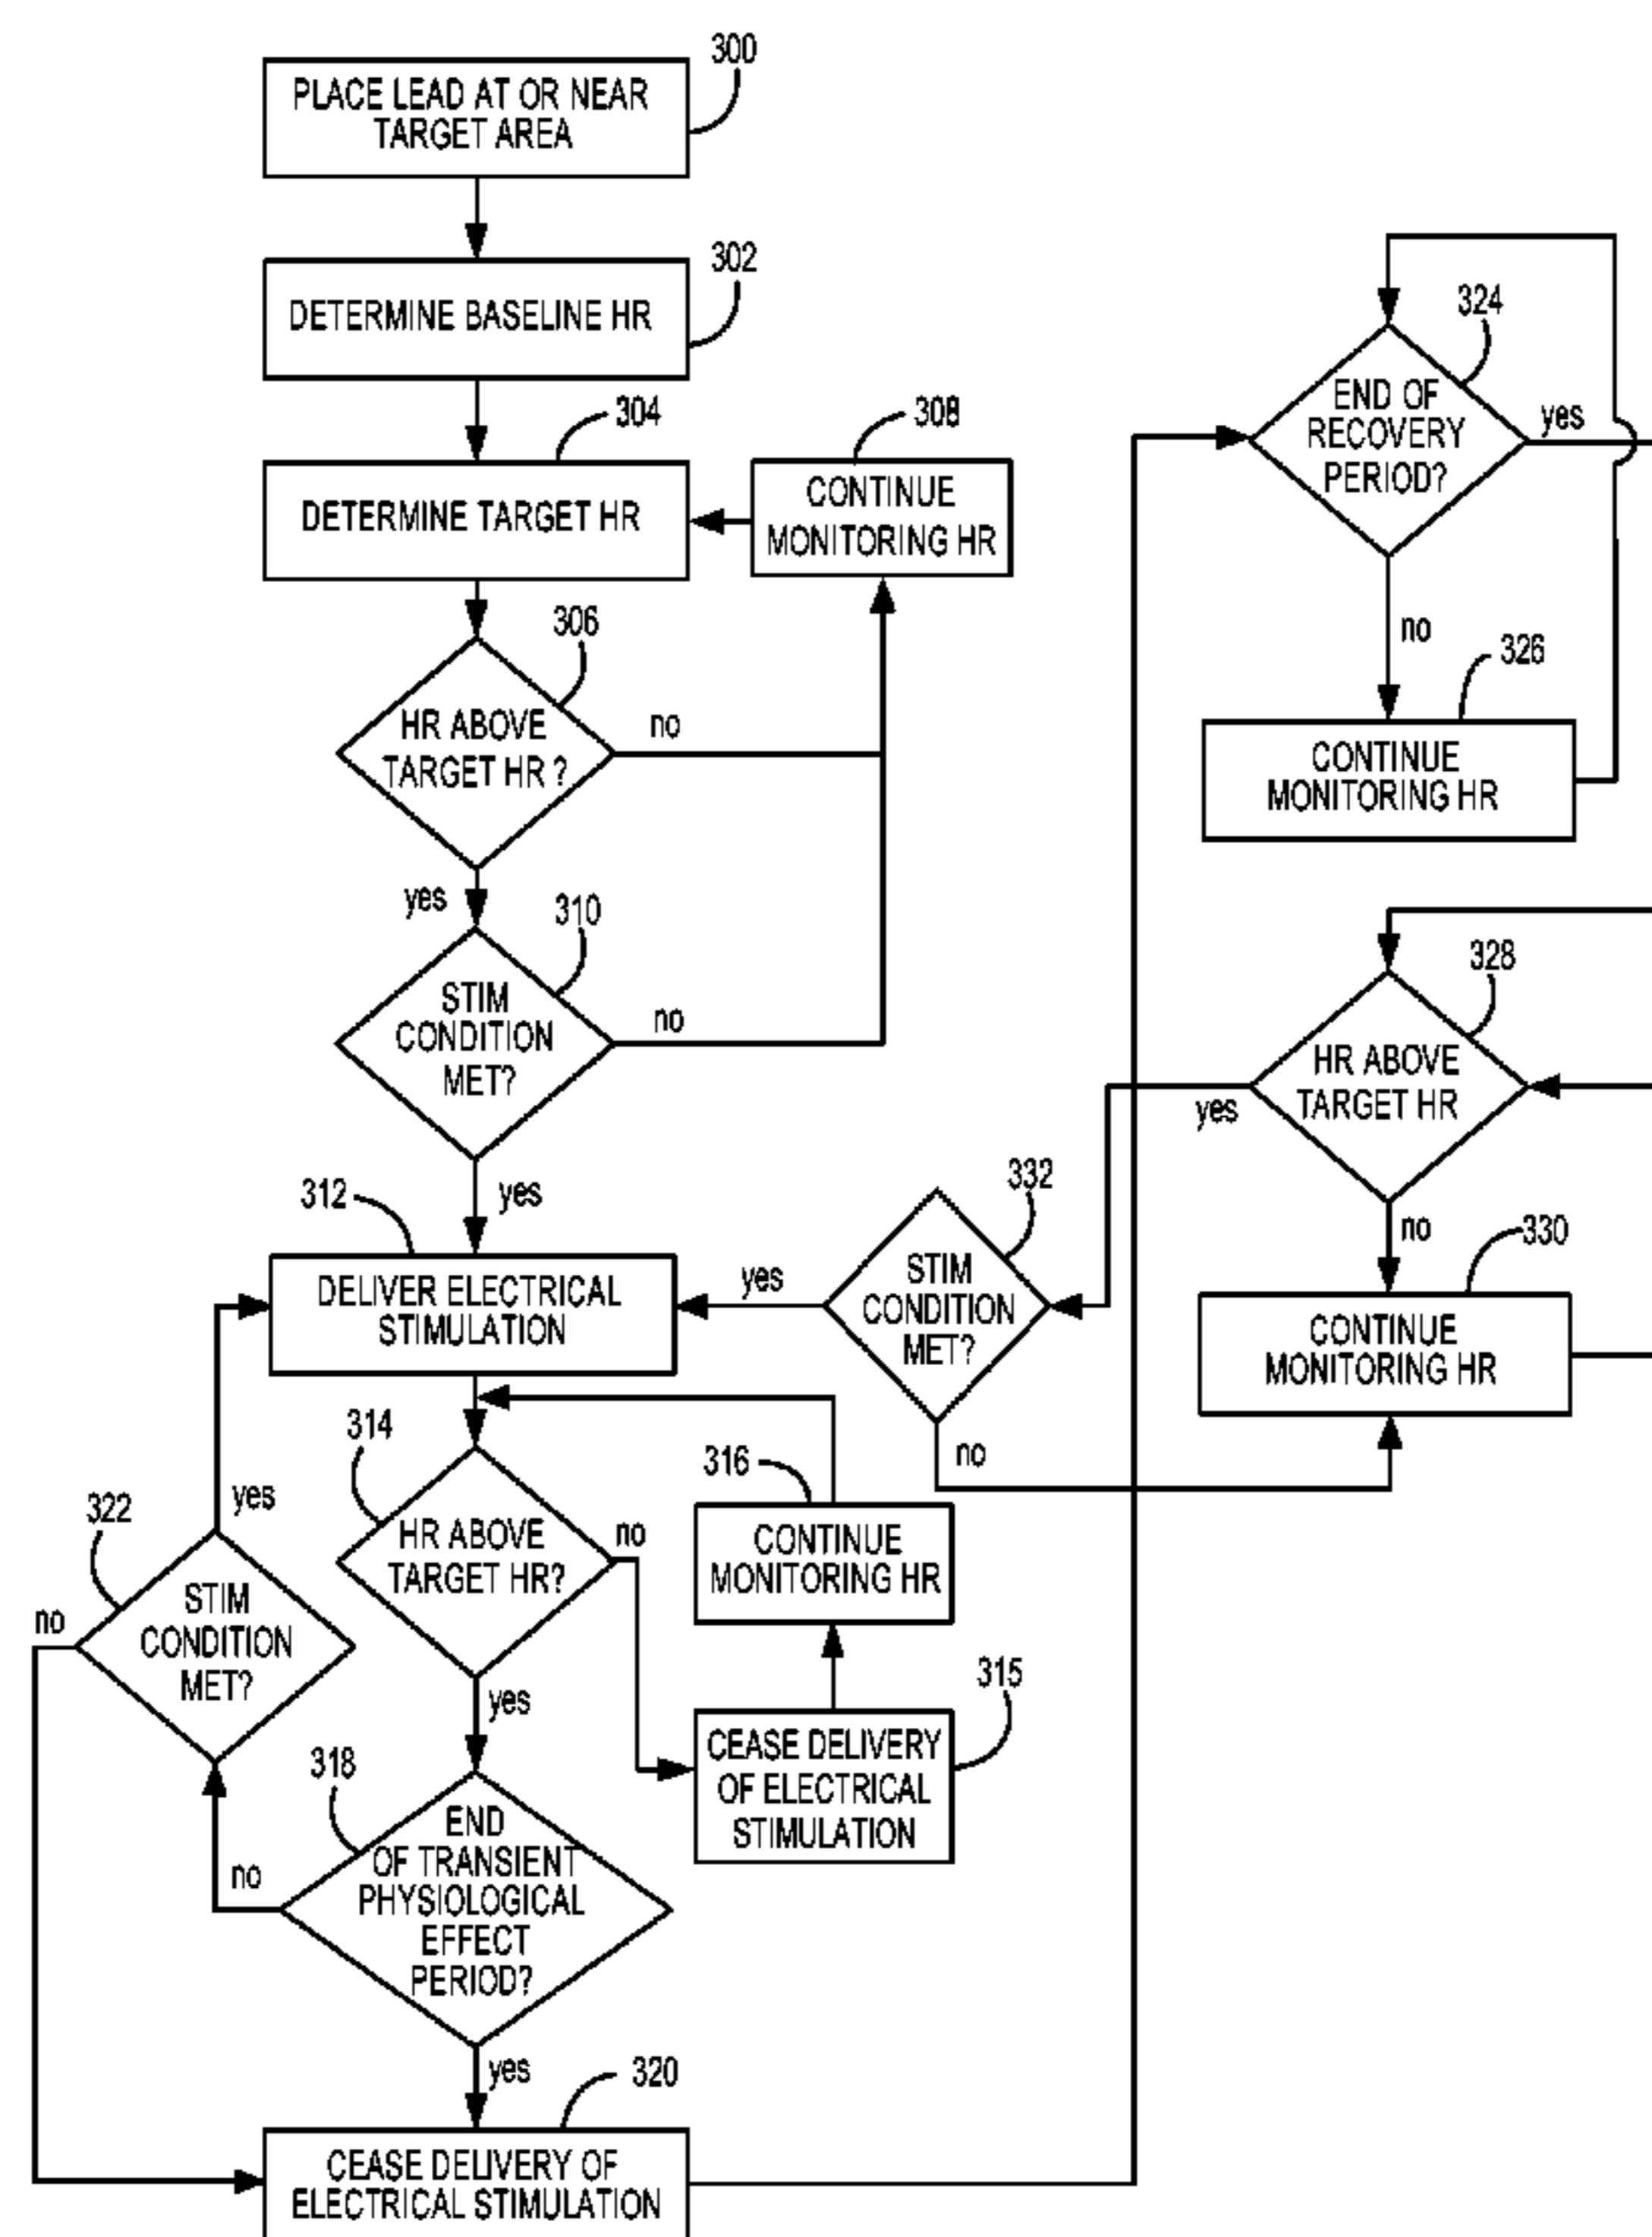 300
PLACE LEAD AT OR NEAR
TARGET AREA
302
DETERMINE BASELINE HR
304
DETERMINE TARGET HR
308
CONTINUE
MONITORING HR
306
HR ABOVE
TARGET HR ?
no
yes
310
STIM
CONDITION
MET?
no
yes
312
DELIVER ELECTRICAL
STIMULATION
314
HR ABOVE
TARGET HR?
no
yes
316
CONTINUE
MONITORING HR
315
CEASE DELIVERY
OF ELECTRICAL
STIMULATION
322
STIM
CONDITION
MET?
yes
no
318
END
OF TRANSIENT
PHYSIOLOGICAL
EFFECT
PERIOD?
no
yes
320
CEASE DELIVERY OF
ELECTRICAL STIMULATION
324
END OF
RECOVERY
PERIOD?
yes
no
326
CONTINUE
MONITORING HR
328
HR ABOVE
TARGET HR
yes
no
330
CONTINUE
MONITORING HR
332
STIM
CONDITION
MET?
yes
no